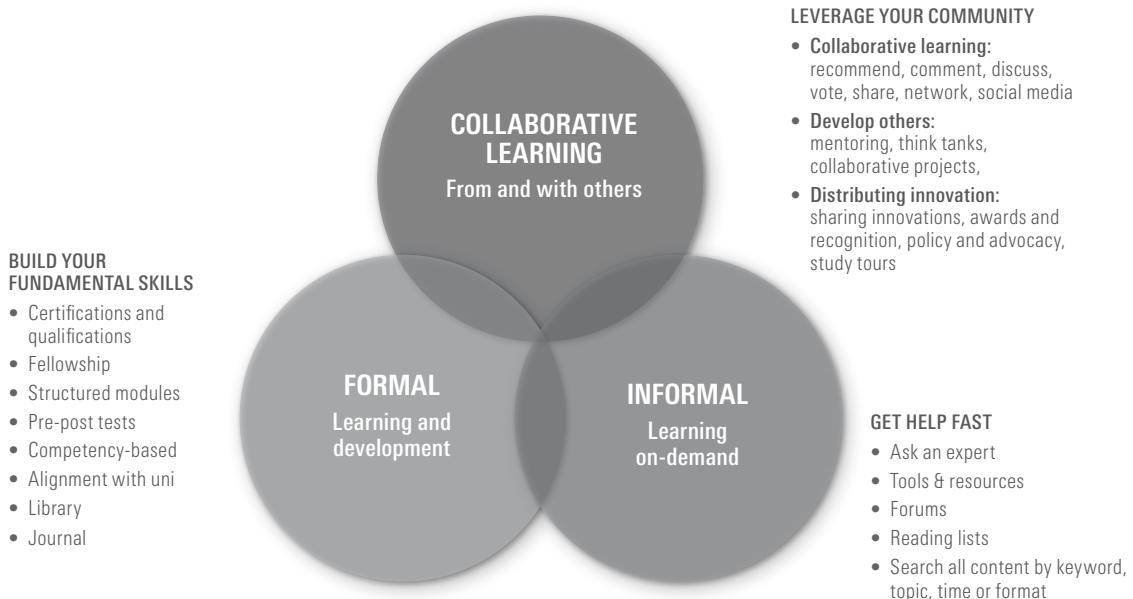 LEVERAGE YOUR COMMUNITY
• Collaborative learning:
recommend, comment, discuss,
vote, share, network, social media
• Develop others:
mentoring, think tanks,
collaborative projects,
• Distributing innovation:
sharing innovations, awards and
recognition, policy and advocacy,
study tours
COLLABORATIVE
LEARNING
From and with others
BUILD YOUR
FUNDAMENTAL SKILLS
• Certifications and
qualifications
• Fellowship
• Structured modules
• Pre-post tests
• Competency-based
• Alignment with uni
• Library
• Journal
FORMAL
Learning and
development
INFORMAL
Learning
on-demand
GET HELP FAST
• Ask an expert
• Tools & resources
• Forums
• Reading lists
• Search all content by keyword,
topic, time or format